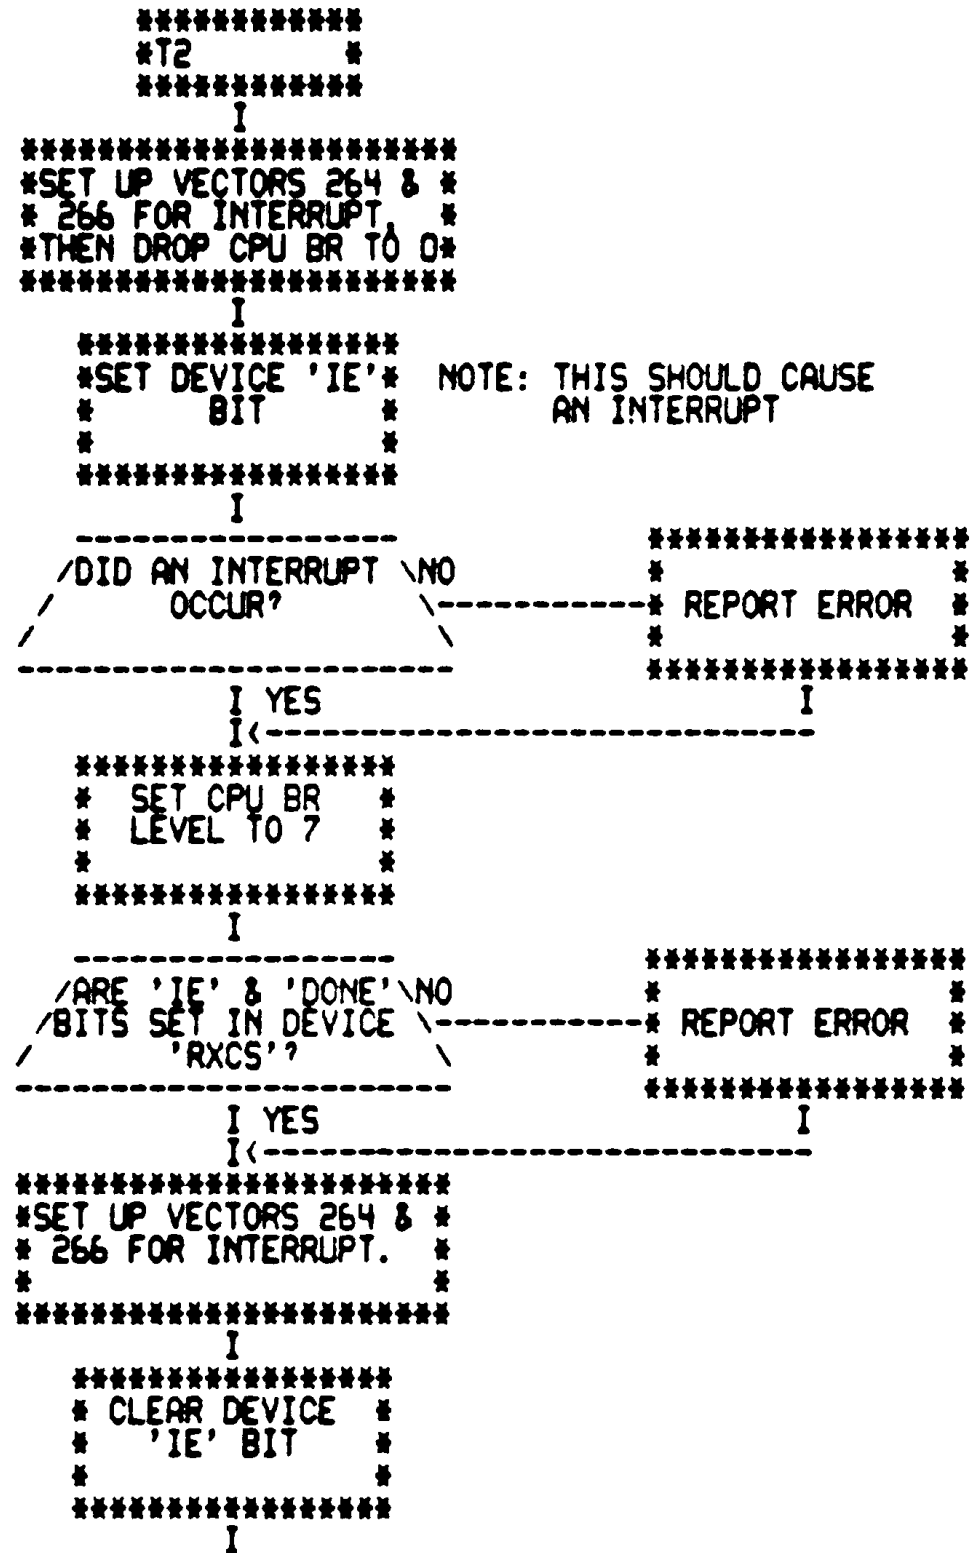 ***********
*T2 *
***********
I
***********************
*SET UP VECTORS 264 & *
* 266 FOR INTERRUPT. *
*THEN DROP CPU BR TO 0*
***********************
I
*****************
*SET DEVICE 'IE'* NOTE: THIS SHOULD CAUSE
* BIT * AN INTERRUPT
* *
*****************
I
----------------- *****************
/DID AN INTERRUPT \NO * *
/ OCCUR? \-----------* REPORT ERROR *
/ \ * *
----------------------- *****************
I YES I
I<-----------------------------
*****************
* SET CPU BR *
* LEVEL TO 7 *
* *
*****************
I
----------------- *****************
/ARE 'IE' & 'DONE'\NO * *
/BITS SET IN DEVICE \-----------* REPORT ERROR *
/ 'RXCS'? \ * *
----------------------- *****************
I YES I
I<-----------------------------
***********************
*SET UP VECTORS 264 & *
* 266 FOR INTERRUPT. *
* *
***********************
I
*****************
* CLEAR DEVICE *
* 'IE' BIT *
* *
*****************
I